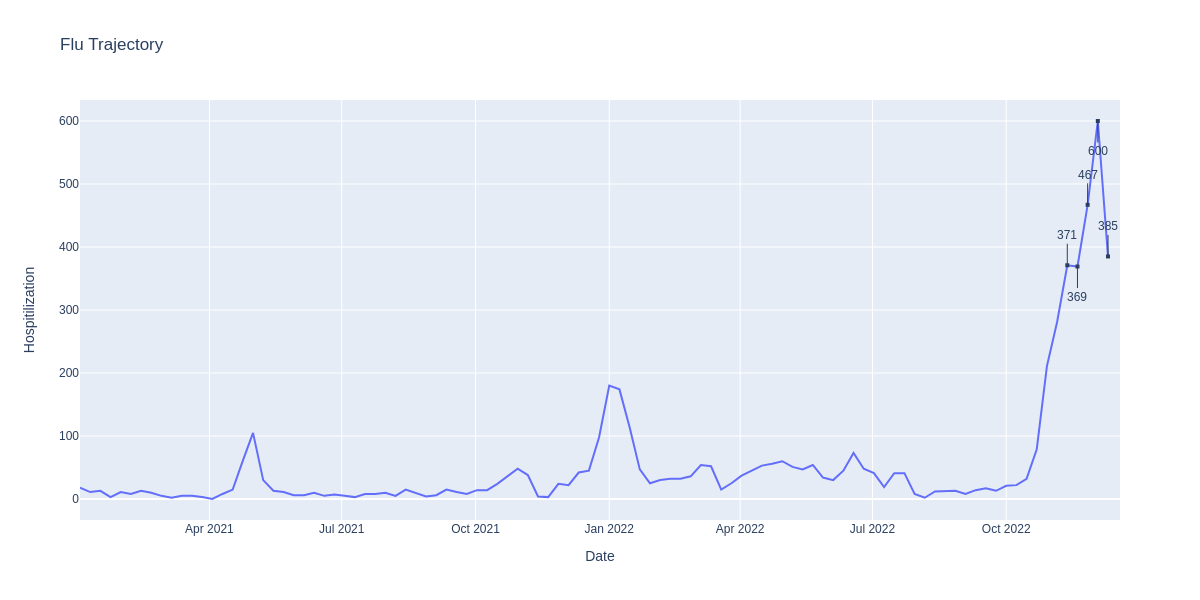 Flu Trajectory
Hospitilization
600
500
400
300
200
100
0
600
467
385
371
369
Apr 2021
Jul 2021
Oct 2021
Jan 2022
Apr 2022
Jul 2022
Oct 2022
Date